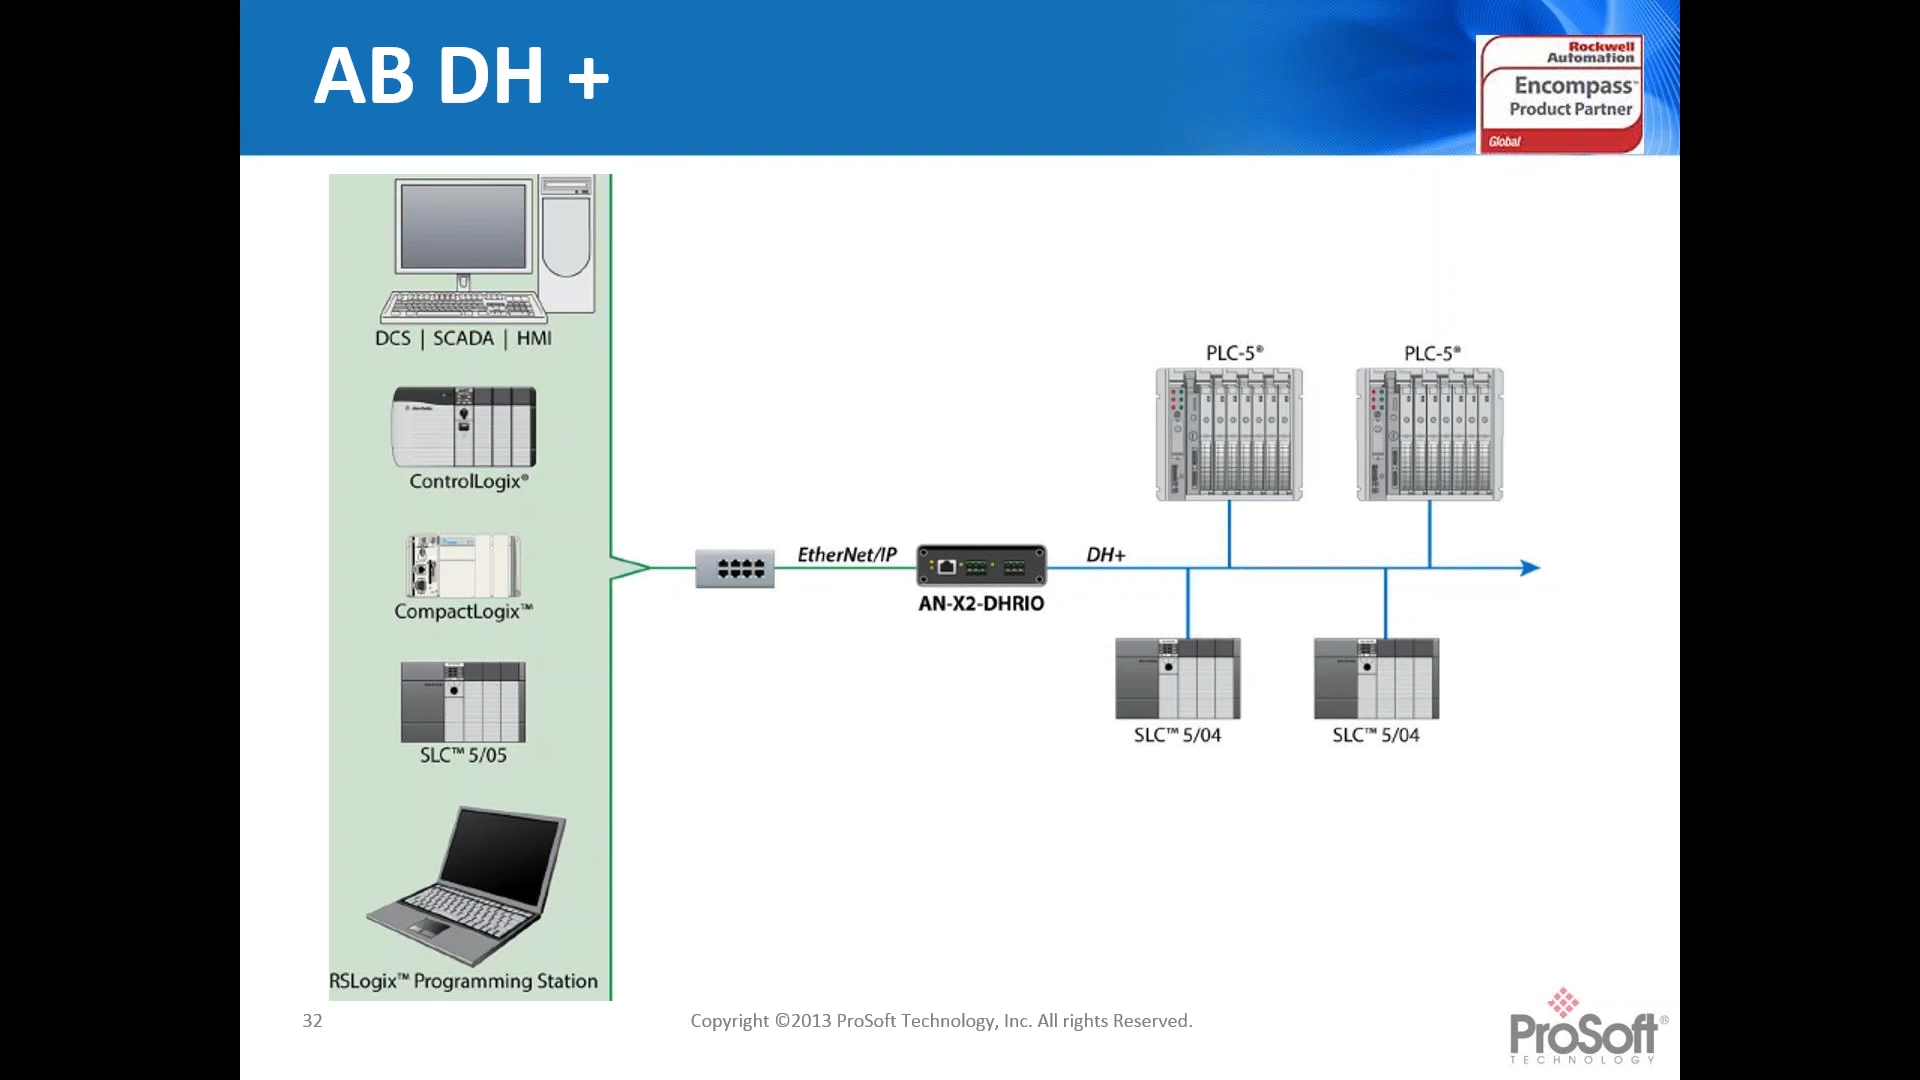 AB DH +
Rockwell
Automation
Encompass™
Product Partner
Global
DCS | SCADA | HMI
ControlLogix®
CompactLogix™
SLC™ 5/05
RSLogix™ Programming Station
EtherNet/IP
AN-X2-DHRIO
DH+
PLC-5®
PLC-5®
SLC™ 5/04
SLC™ 5/04
32
Copyright ©2013 ProSoft Technology, Inc. All rights Reserved.
ProSoft®
TECHNOLOGY